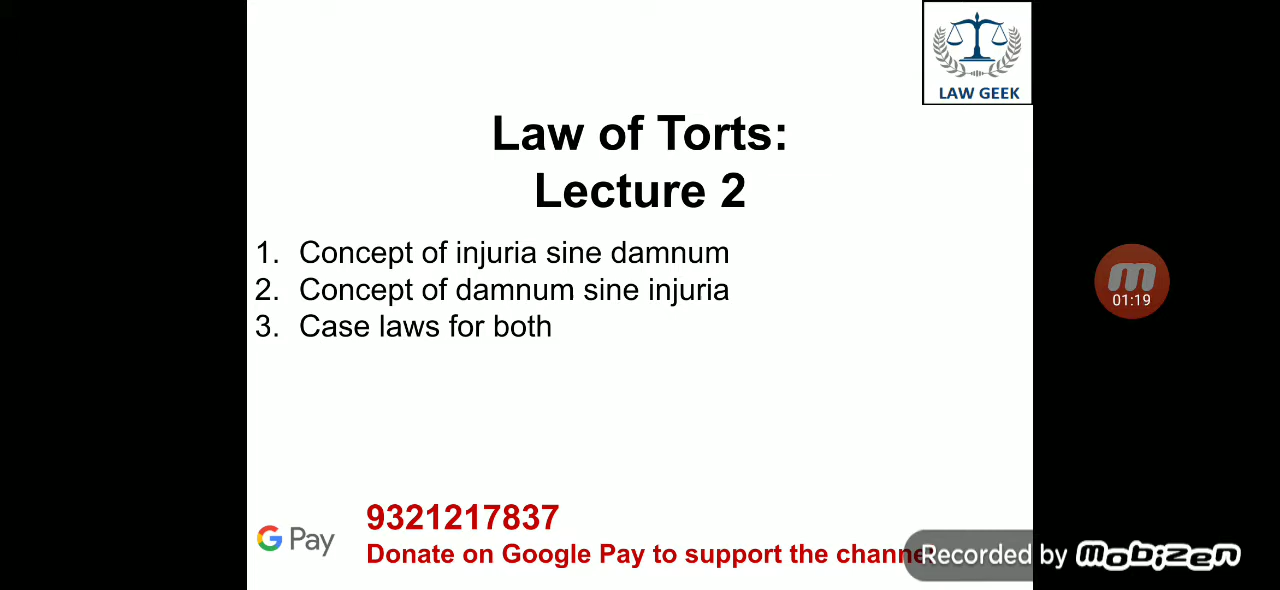 LAW GEEK
Law of Torts:
Lecture 2
1. Concept of injuria sine damnum
2. Concept of damnum sine injuria
3. Case laws for both
01:19
9321217837
G Pay
Donate on Google Pay to support the channe
Recorded by mobizen